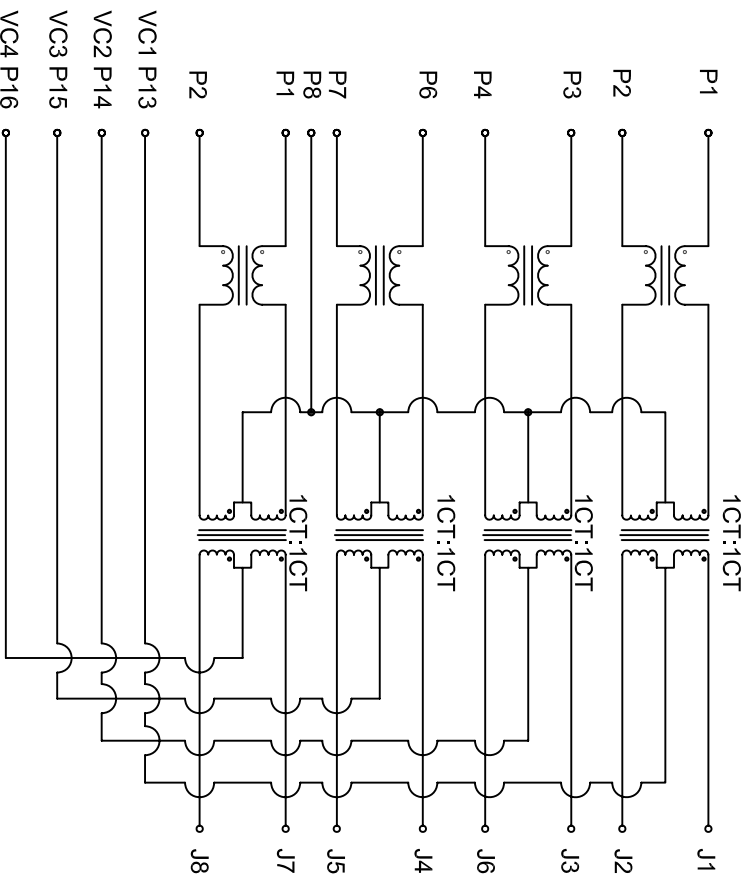 P1
P2
P3
P4
P6
P7
P8
P1
P2
VC1 P13
VC2 P14
VC3 P15
VC4 P16
1CT:1CT
1CT:1CT
1CT:1CT
1CT:1CT
J1
J2
J3
J6
J4
J5
J7
J8